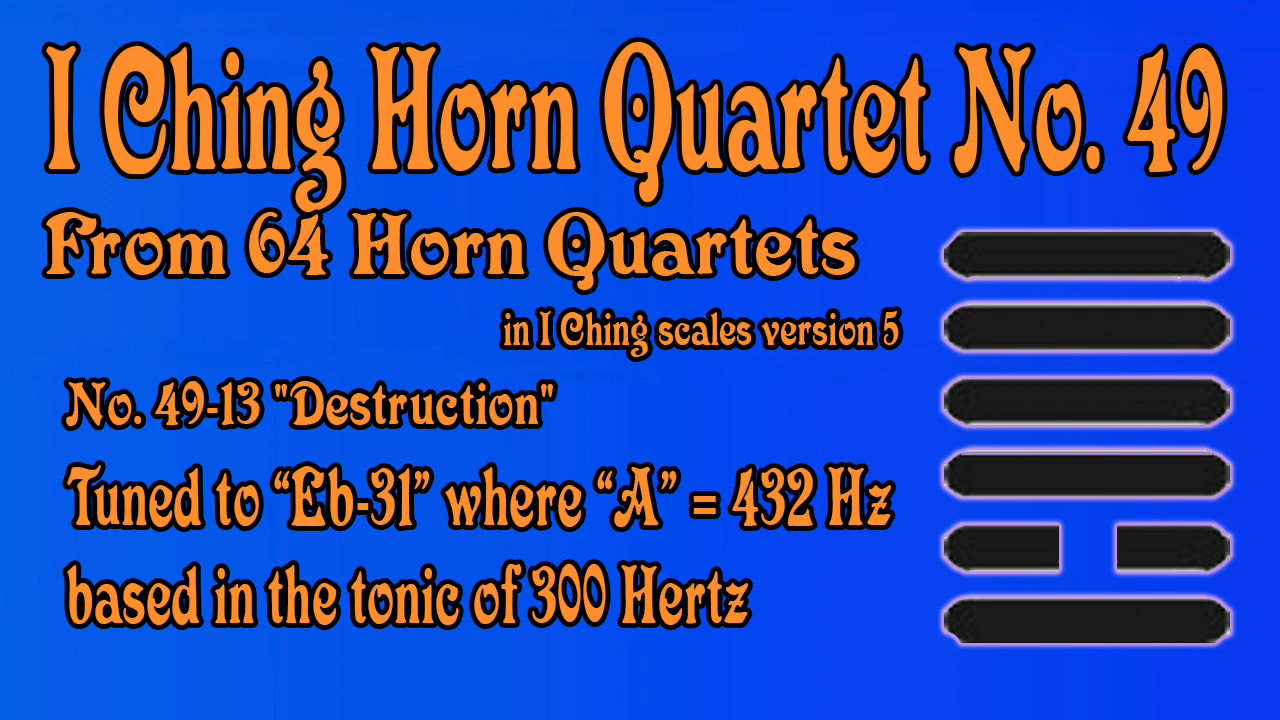 I Ching Horn Quartet No. 49
From 64 Horn Quartets
in I Ching scales version 5
No. 49-13 "Destruction"
Tuned to “Eb-31” where “A” = 432 Hz
based in the tonic of 300 Hertz